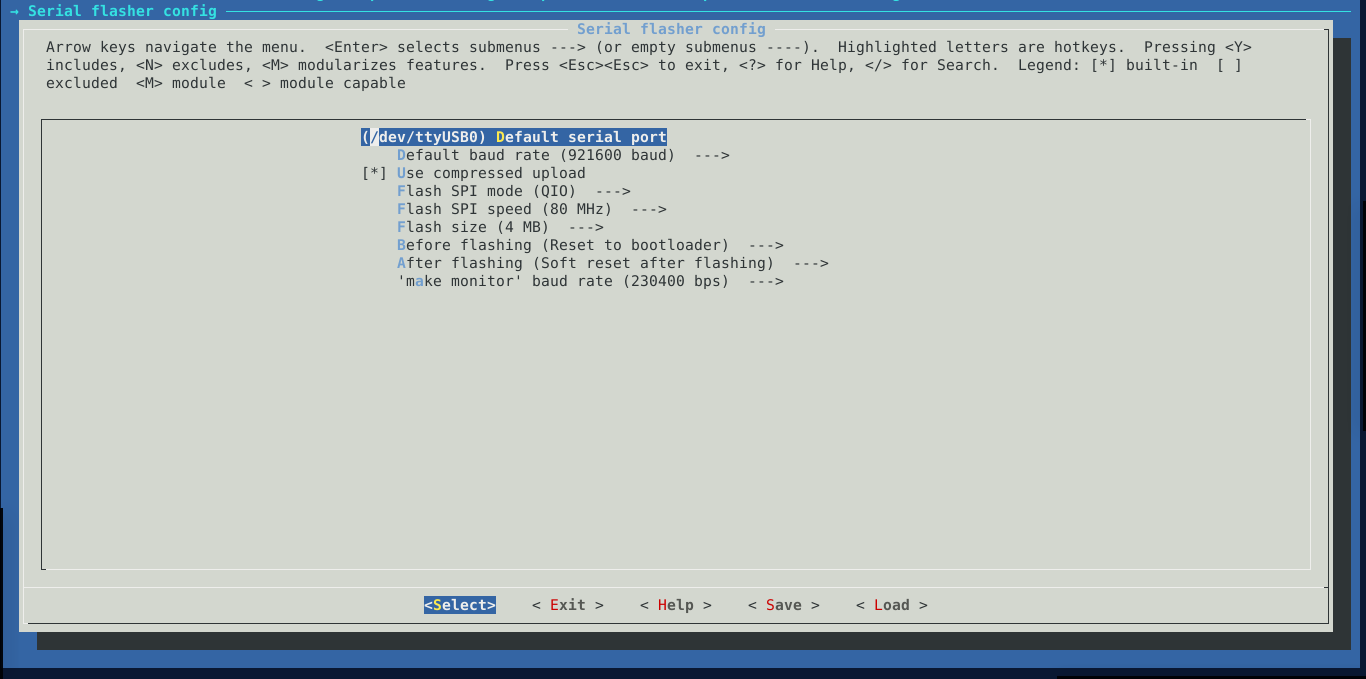 → Serial flasher config
Serial flasher config
Arrow keys navigate the menu.  <Enter> selects submenus ---> (or empty submenus ----).  Highlighted letters are hotkeys.  Pressing <Y>
includes, <N> excludes, <M> modularizes features.  Press <Esc><Esc> to exit, <?> for Help, </> for Search.  Legend: [*] built-in  [ ]
excluded  <M> module  < > module capable
(/dev/ttyUSB0) Default serial port
Default baud rate (921600 baud)  --->
[*] Use compressed upload
Flash SPI mode (QIO)  --->
Flash SPI speed (80 MHz)  --->
Flash size (4 MB)  --->
Before flashing (Reset to bootloader)  --->
After flashing (Soft reset after flashing)  --->
'make monitor' baud rate (230400 bps)  --->
<Select>    < Exit >    < Help >    < Save >    < Load >